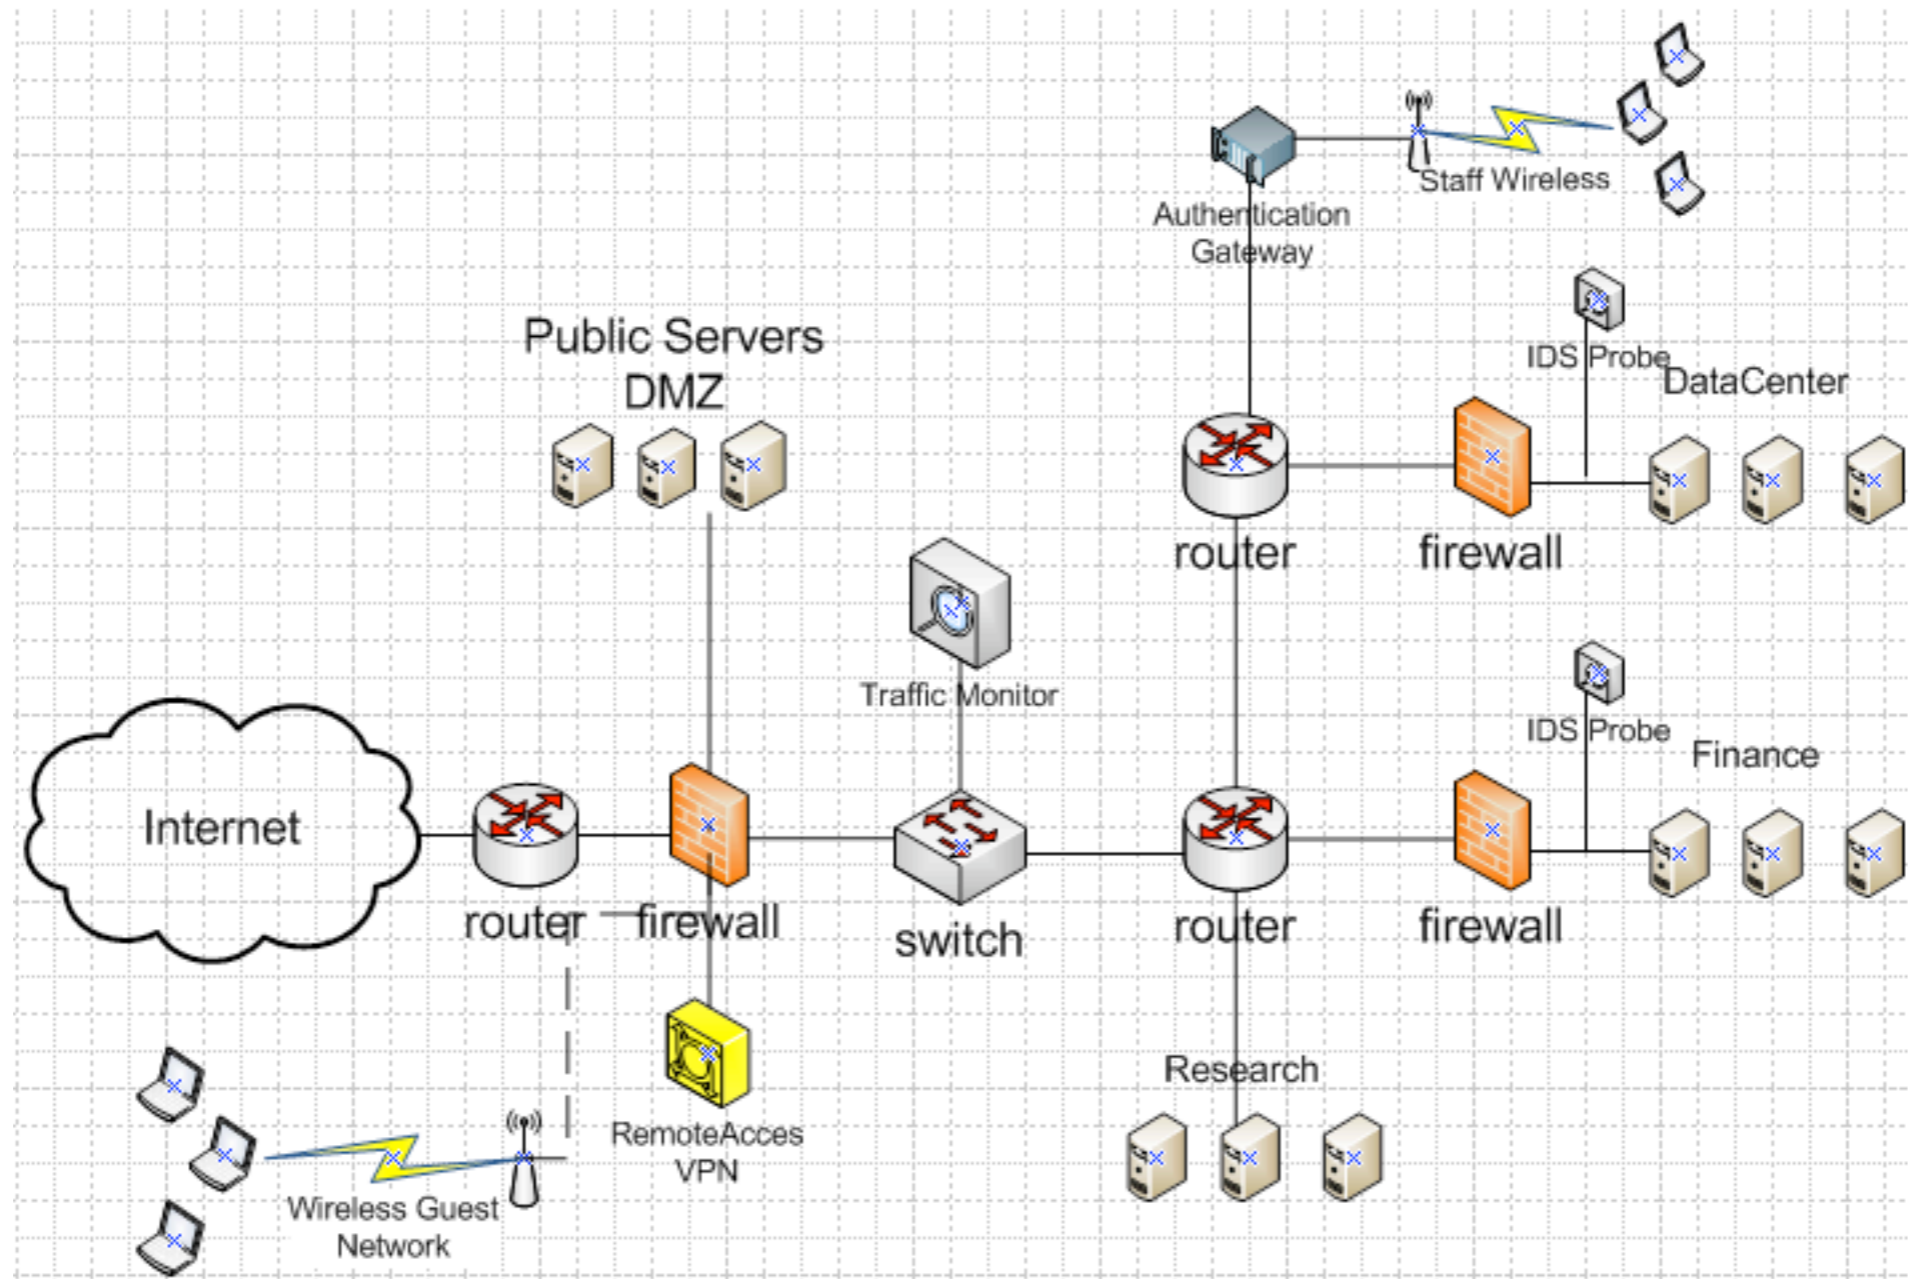 Staff Wireless
Authentication
Gateway
IDS Probe
DataCenter
Public Servers
DMZ
router
firewall
Traffic Monitor
IDS Probe
Finance
Internet
router
firewall
switch
router
firewall
Research
RemoteAcces
VPN
Wireless Guest
Network